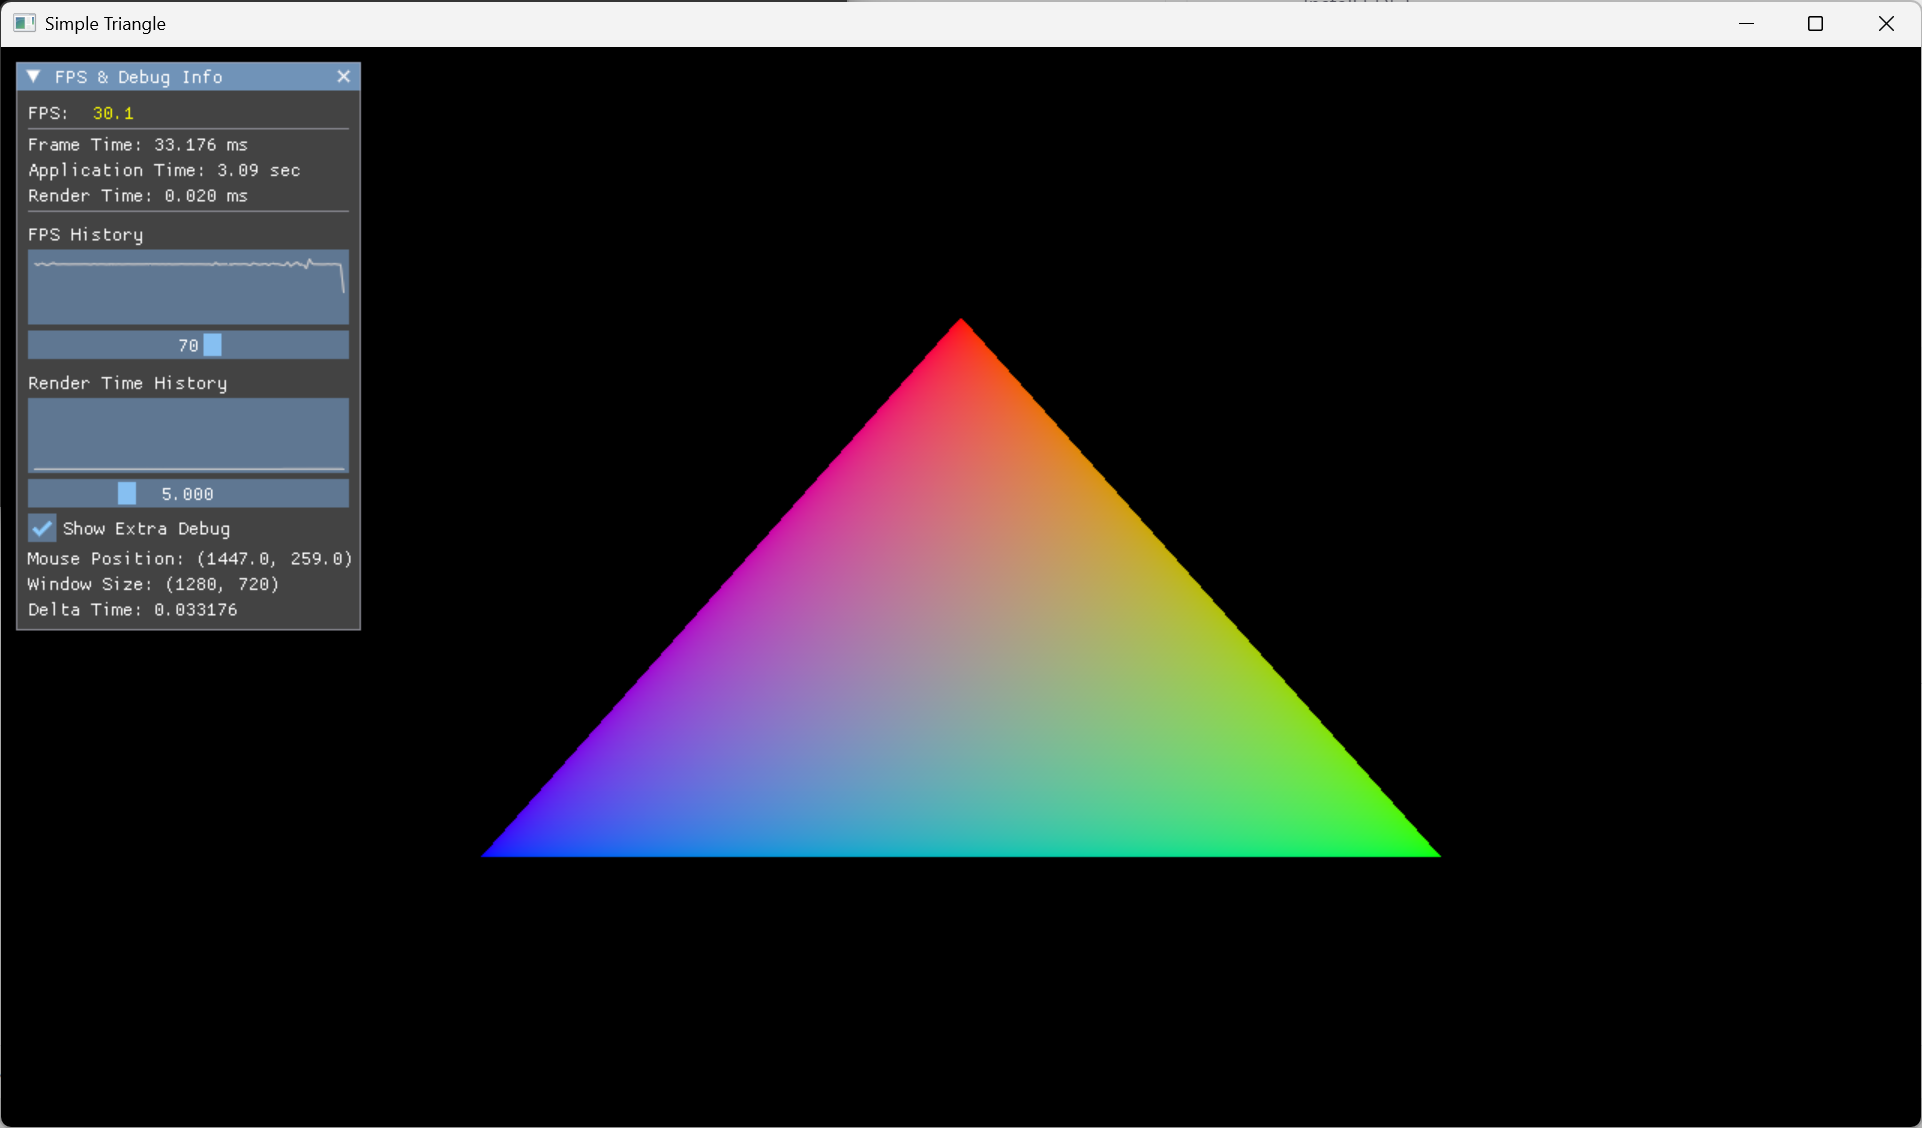 Simple Triangle
FPS & Debug Info
FPS: 30.1
Frame Time: 33.176 ms
Application Time: 3.09 sec
Render Time: 0.020 ms
FPS History
70
Render Time History
5.000
Show Extra Debug
Mouse Position: (1447.0, 259.0)
Window Size: (1280, 720)
Delta Time: 0.033176